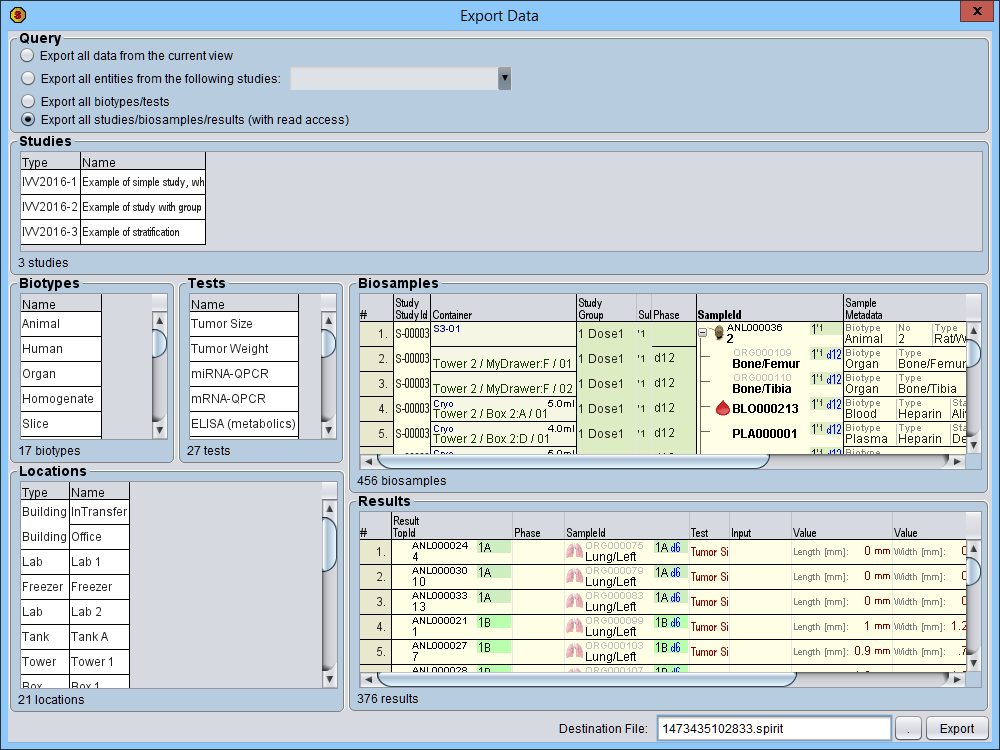 Export Data
Query
Export all data from the current view
Export all entities from the following studies:
Export all biotypes/tests
Export all studies/biosamples/results (with read access)
Studies
Type Name
IVV2016-1 Example of simple study, wh
IVV2016-2 Example of study with group
IVV2016-3 Example of stratification
3 studies
Biotypes
Name
Animal
Human
Organ
Homogenate
Slice
17 biotypes
Tests
Name
Tumor Size
Tumor Weight
miRNA-QPCR
mRNA-QPCR
ELISA (metabolics)
27 tests
Locations
Type Name
Building InTransfer
Building Office
Lab Lab 1
Freezer Freezer
Lab Lab 2
Tank Tank A
Tower Tower 1
Box Box 1
21 locations
Biosamples
Study Study Sample
# StudyId Container Group Sul Phase SampleId Metadata
S3-01 ANL000036 1'1 Biotype No Type
1. S-00003 1 Dose1 '1 2 Animal 2 Rat/W
ORG000109 1'1 d12 Biotype Type
2. S-00003 Tower 2 / MyDrawer:F / 01 1 Dose1 '1 d12 Bone/Femur Organ Bone/Femur
ORG000110 1'1 d12 Biotype Type
3. S-00003 Tower 2 / MyDrawer:F / 02 1 Dose1 '1 d12 Bone/Tibia Organ Bone/Tibia
Cryo 5.0ml 1'1 d12 Biotype Type Sta
4. S-00003 Tower 2 / Box 2:A / 01 1 Dose1 '1 d12 BLO000213 Blood Heparin Ali
Cryo 4.0ml 1'1 d12 Biotype Type Sta
5. S-00003 Tower 2 / Box 2:D / 01 1 Dose1 '1 d12 PLA000001 Plasma Heparin De
Cryo 5.0ml 1'1 d12 Biotype Type
456 biosamples
Results
Result
# TopId Phase SampleId Test Input Value Value
ANL000024 1A ORG000075 1A d6
1. 4 Lung/Left Tumor Si Length [mm]: 0 mm Width [mm]: 0
ANL000030 1A ORG000079 1A d6
2. 10 Lung/Left Tumor Si Length [mm]: 0 mm Width [mm]: 0
ANL000033 1A ORG000083 1A d6
3. 13 Lung/Left Tumor Si Length [mm]: 0 mm Width [mm]: 0
ANL000021 1B ORG000099 1B d6
4. 1 Lung/Left Tumor Si Length [mm]: 1 mm Width [mm]: 1.2
ANL000027 1B ORG000103 1B d6
5. 7 Lung/Left Tumor Si Length [mm]: 0.9 mm Width [mm]: .7
ANL000028 1B ORG000107 1B d6
376 results
Destination File: 1473435102833.spirit . Export